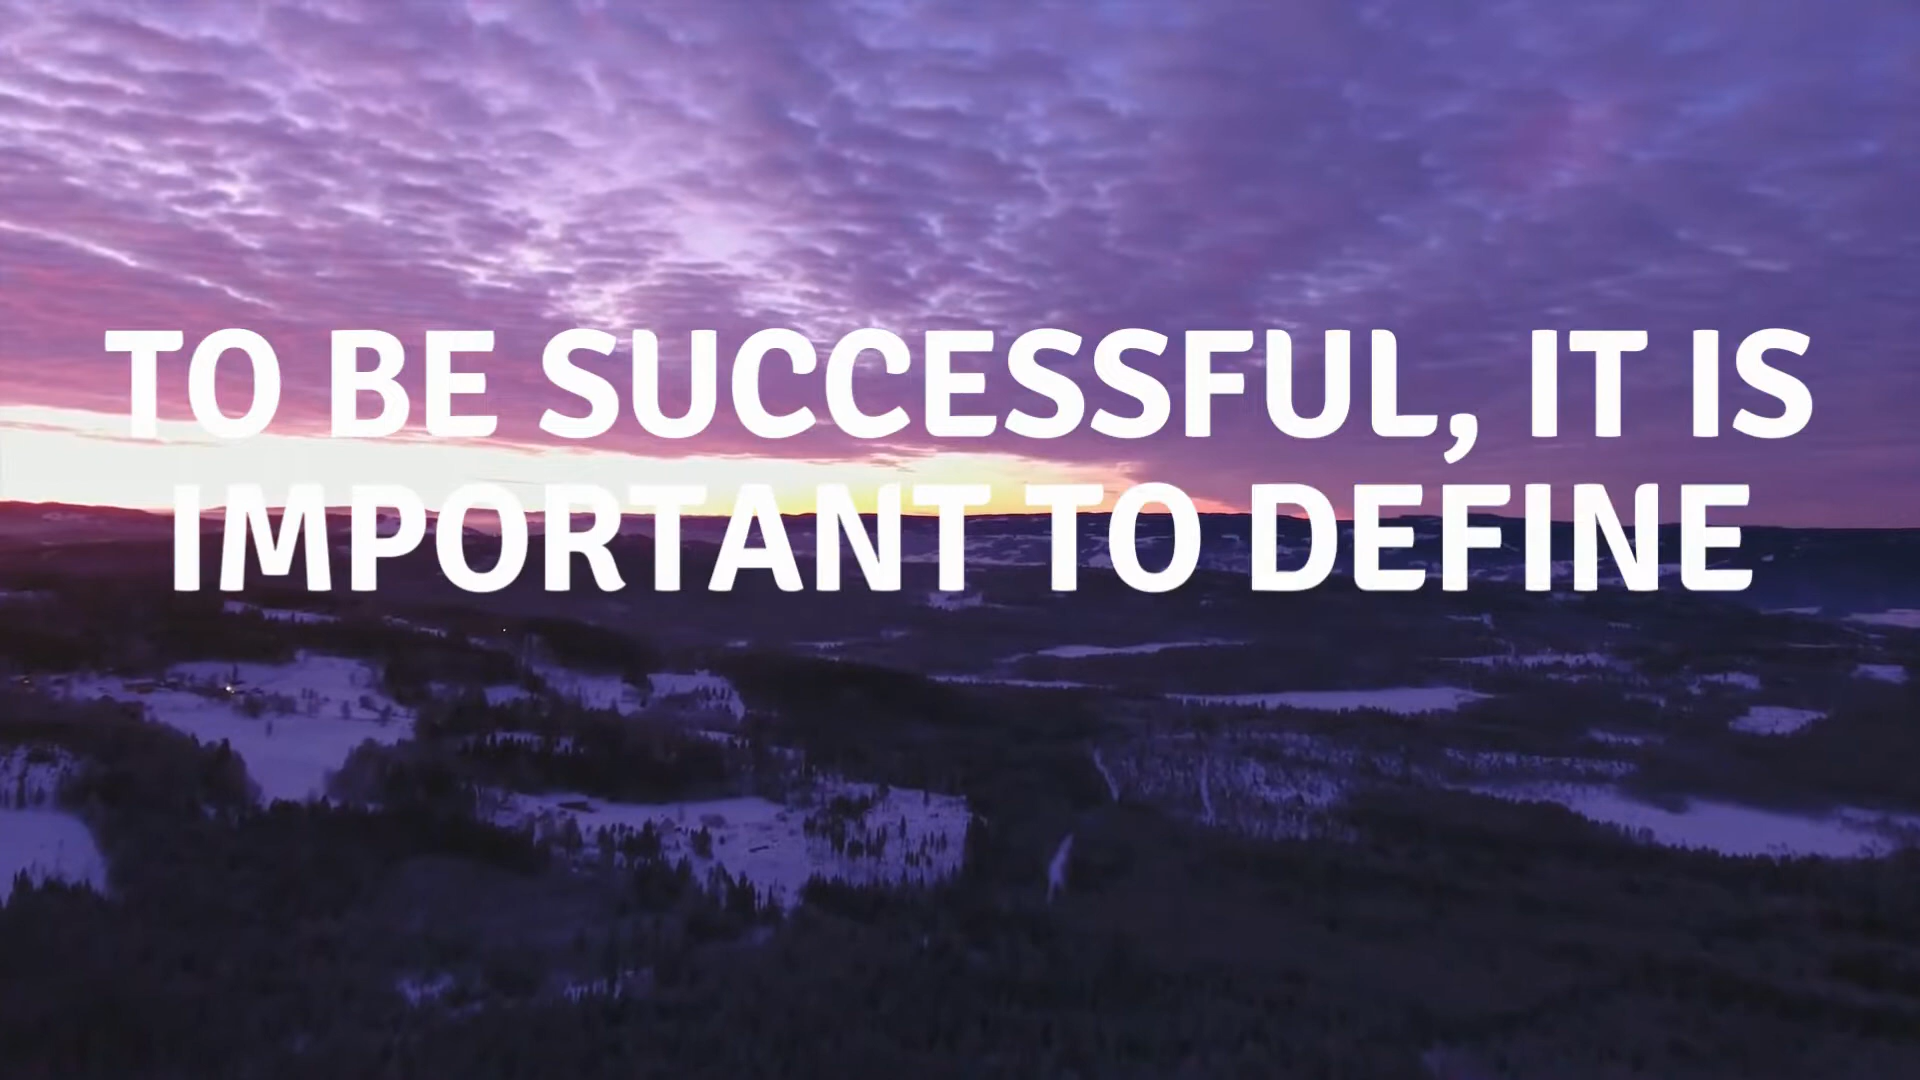 TO BE SUCCESSFUL, IT IS
IMPORTANT TO DEFINE